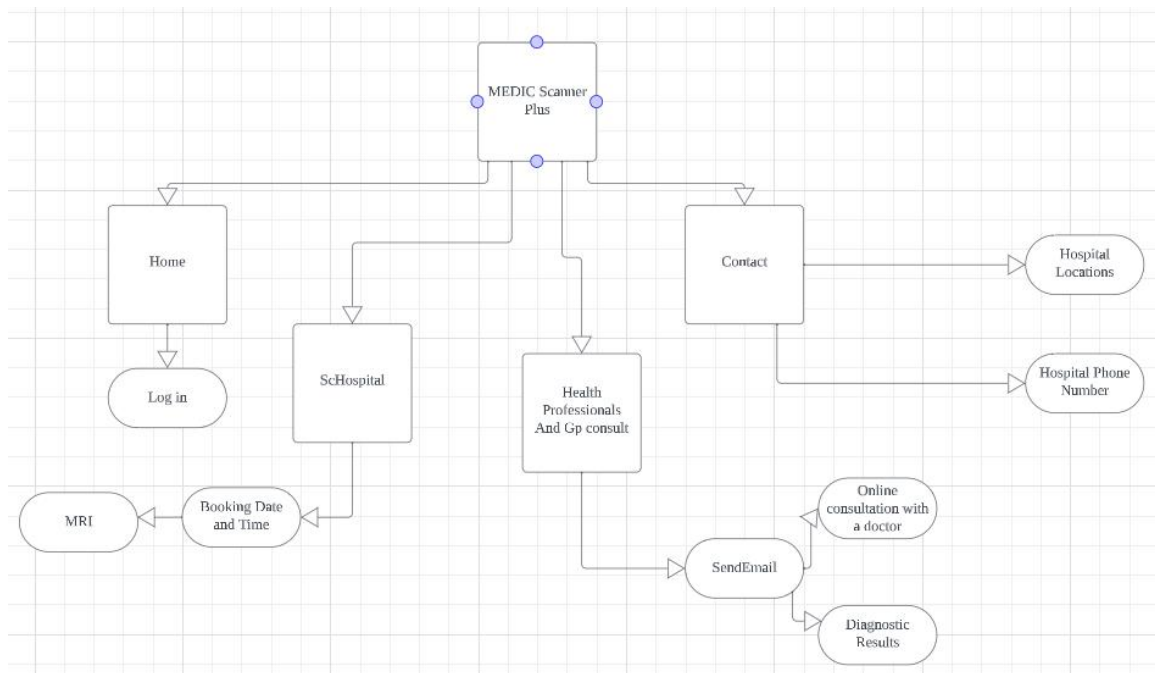 MEDIC Scanner
Plus
Home
Contact
Hospital
Locations
Log in
ScHospital
Health
Professionals
And Gp consult
Hospital Phone
Number
MRI
Booking Date
and Time
Online
consultation with
a doctor
SendEmail
Diagnostic
Results